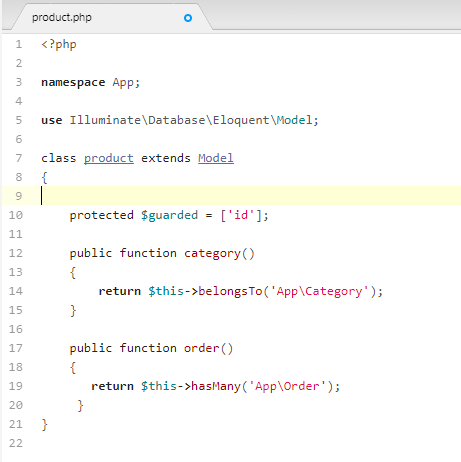 product.php
1 <?php
2
3 namespace App;
4
5 use Illuminate\Database\Eloquent\Model;
6
7 class product extends Model
8 {
9
10     protected $guarded = ['id'];
11
12     public function category()
13     {
14         return $this->belongsTo('App\Category');
15     }
16
17     public function order()
18     {
19        return $this->hasMany('App\Order');
20      }
21 }
22